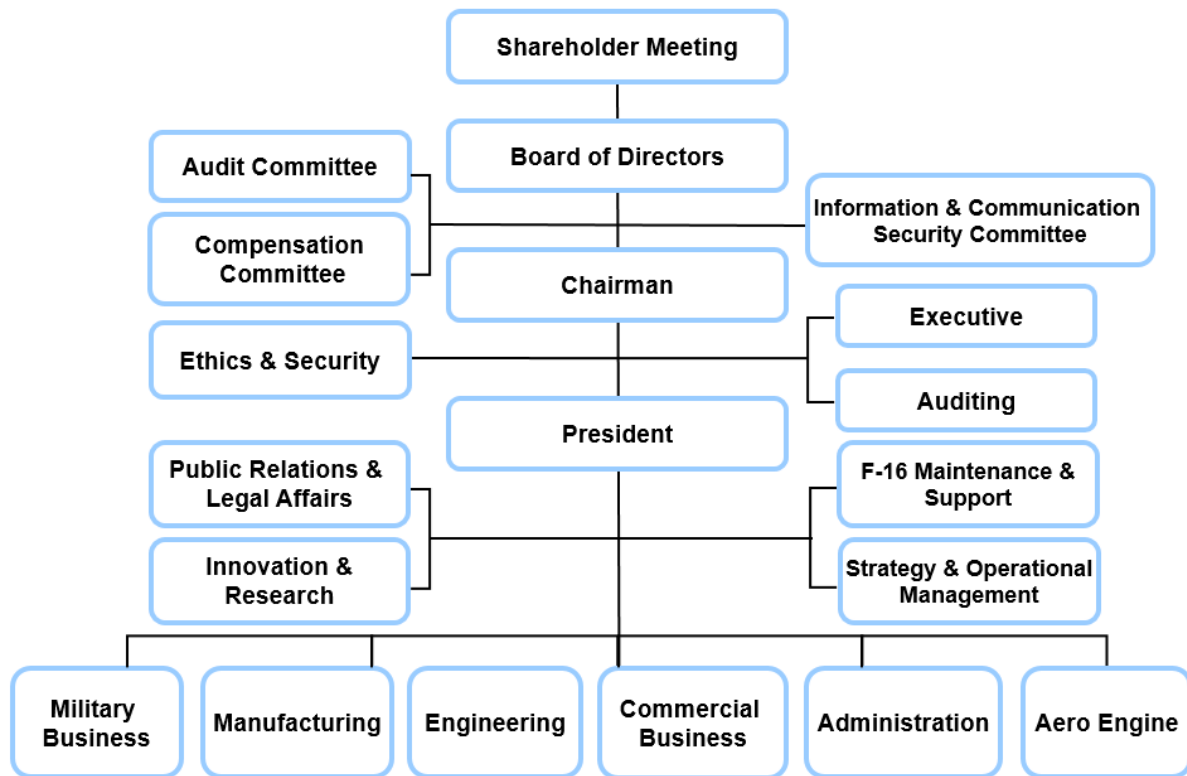 Shareholder Meeting
Board of Directors
Audit Committee
Information & Communication
Security Committee
Compensation
Committee
Chairman
Executive
Ethics & Security
Auditing
President
Public Relations &
Legal Affairs
F-16 Maintenance &
Support
Innovation &
Research
Strategy & Operational
Management
Military
Business
Manufacturing
Engineering
Commercial
Business
Administration
Aero Engine